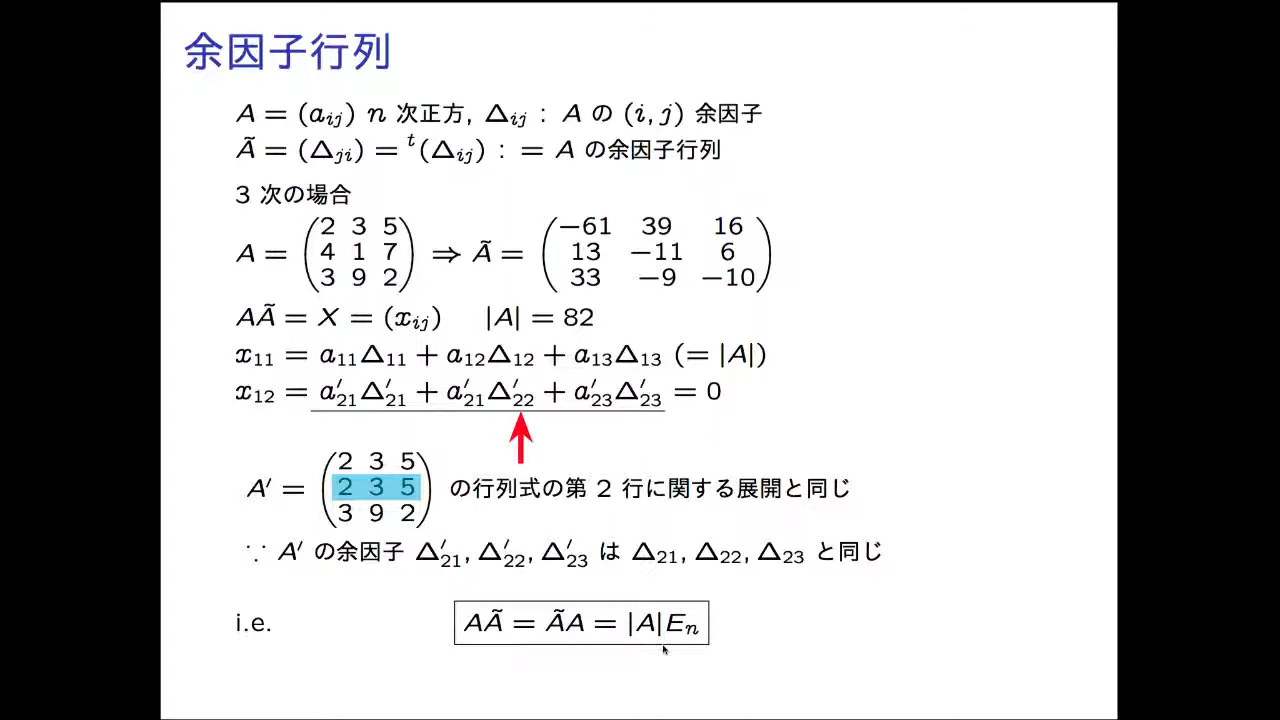 余因子行列
A = (a_{ij}) n 次正方, Δ_{ij} : A の (i, j) 余因子
Ã = (Δ_{ji}) = ^t(Δ_{ij}) : = A の余因子行列
3 次の場合
A = (2 3 5 / 4 1 7 / 3 9 2) ⇒ Ã = (−61 39 16 / 13 −11 6 / 33 −9 −10)
AÃ = X = (x_{ij}) |A| = 82
x_{11} = a_{11}Δ_{11} + a_{12}Δ_{12} + a_{13}Δ_{13} (= |A|)
x_{12} = a′_{21}Δ′_{21} + a′_{21}Δ′_{22} + a′_{23}Δ′_{23} = 0
A′ = (2 3 5 / 2 3 5 / 3 9 2) の行列式の第 2 行に関する展開と同じ
∵ A′ の余因子 Δ′_{21}, Δ′_{22}, Δ′_{23} は Δ_{21}, Δ_{22}, Δ_{23} と同じ
i.e. AÃ = ÃA = |A|E_n